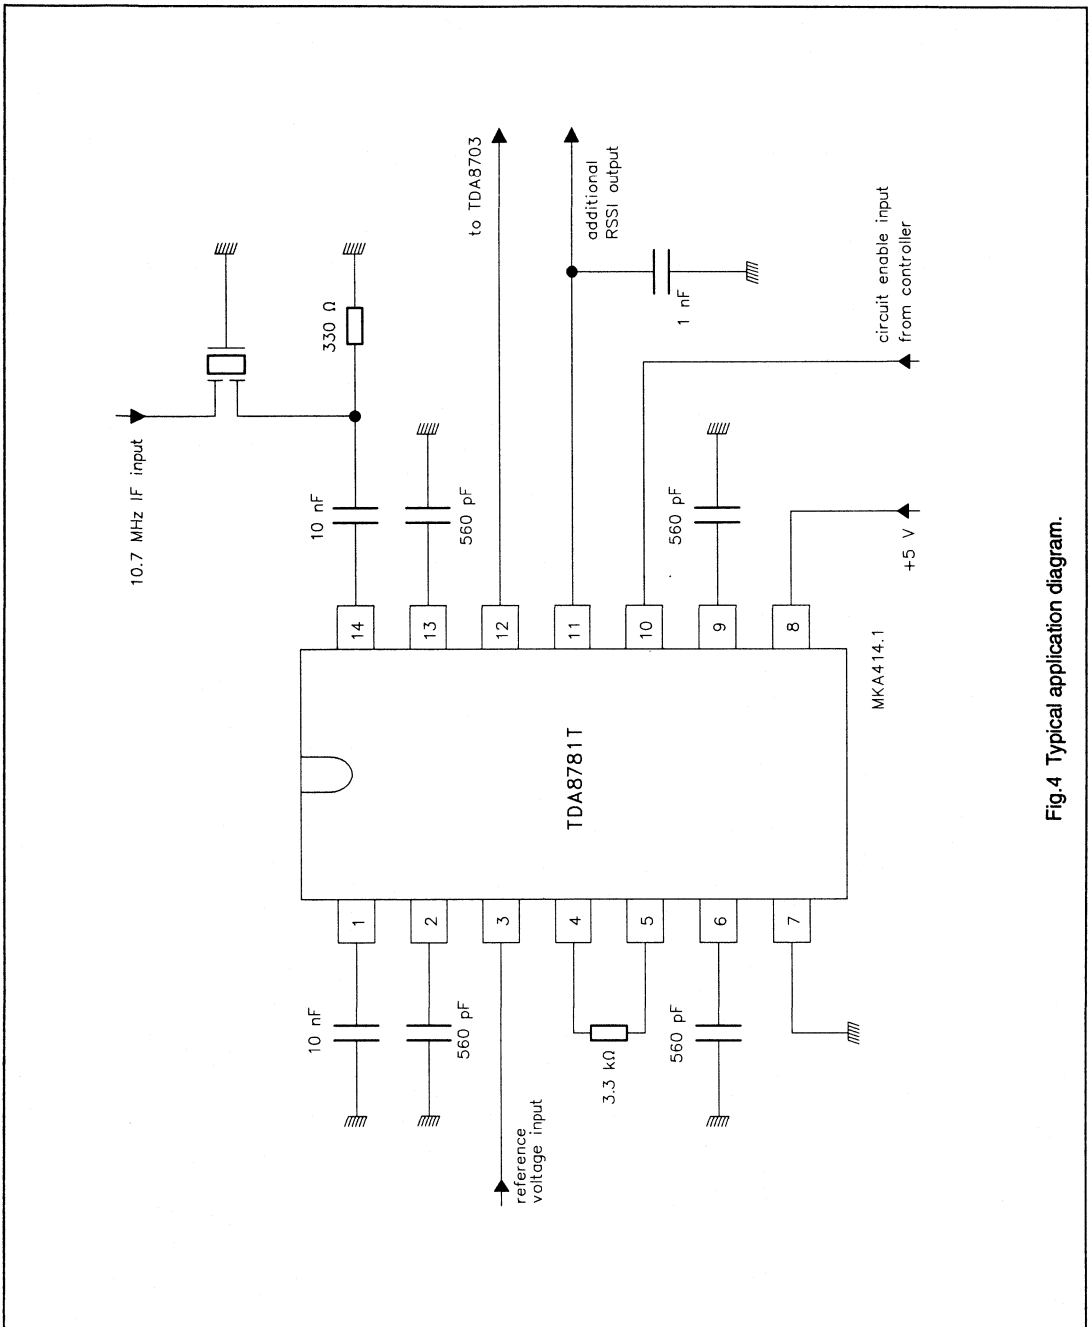 10.7 MHz IF input
330 Ω
10 nF
560 pF
to TDA8703
additional
RSSI output
1 nF
circuit enable input
from controller
560 pF
+5 V
14
13
12
11
10
9
8
TDA8781T
MKA414.1
1
2
3
4
5
6
7
10 nF
560 pF
reference
voltage input
3.3 kΩ
560 pF
Fig.4 Typical application diagram.